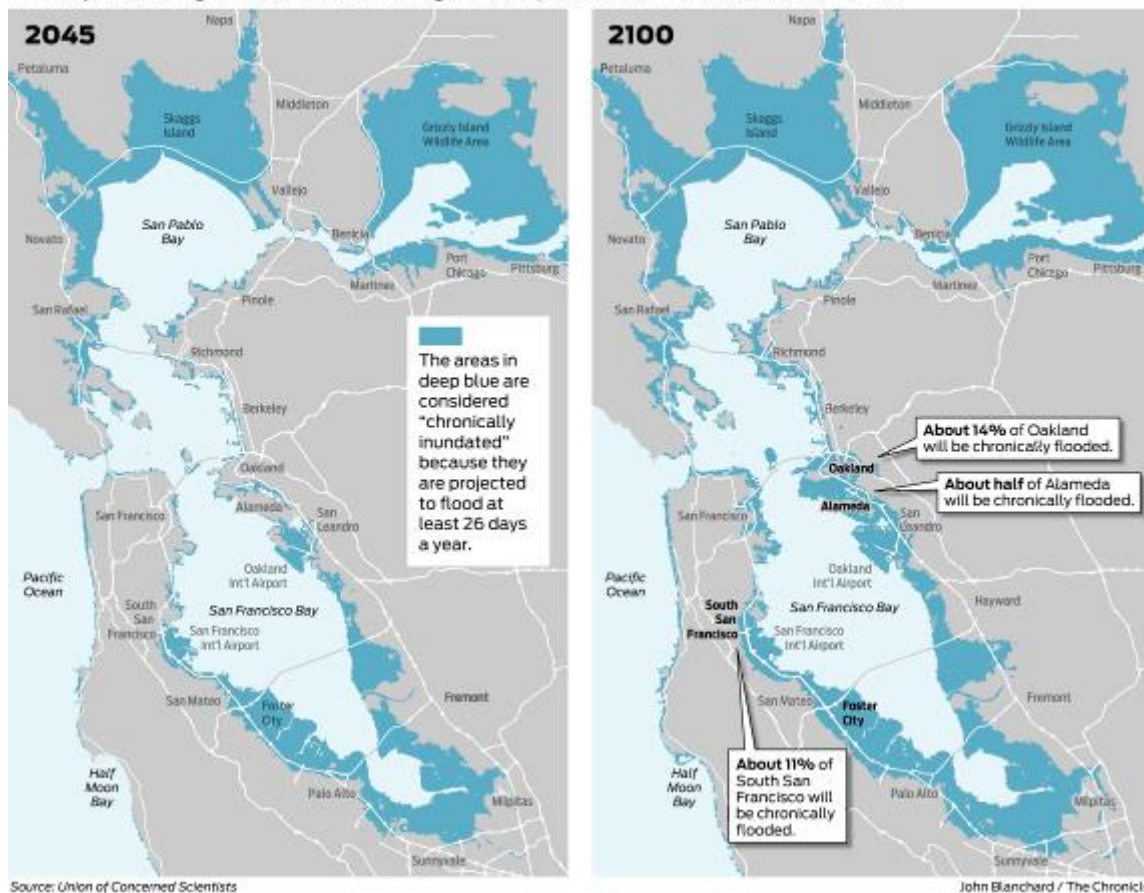 2045
Napa
Petaluma
Middleton
Skaggs
Island
Grizzly Island
Wildlife Area
Vallejo
San Pablo
Bay
Novato
Benicia
Port
Chicago
Pittsburg
Martinez
Pinole
San Rafael
Richmond
The areas in
deep blue are
considered
"chronically
inundated"
because they
are projected
to flood at
least 26 days
a year.
Berkeley
Oakland
San Francisco
Alameda
San
Leandro
Oakland
Int'l Airport
Pacific
Ocean
San Francisco Bay
South
San
Francisco
San Francisco
Int'l Airport
San Mateo
Foster
City
Fremont
Half
Moon
Bay
Palo Alto
Milpitas
Sunnyvale
Source: Union of Concerned Scientists
2100
Napa
Petaluma
Middleton
Skaggs
Island
Grizzly Island
Wildlife Area
Vallejo
San Pablo
Bay
Novato
Benicia
Port
Chicago
Pittsburg
Martinez
Pinole
San Rafael
Richmond
Berkeley
About 14% of Oakland
will be chronically flooded.
Oakland
About half of Alameda
will be chronically flooded.
Alameda
San Francisco
San
Leandro
Oakland
Int'l Airport
Pacific
Ocean
Hayward
San Francisco Bay
South
San
Francisco
San Francisco
Int'l Airport
San Mateo
Foster
City
Fremont
About 11% of
South San
Francisco will
be chronically
flooded.
Half
Moon
Bay
Palo Alto
Milpitas
Sunnyvale
John Blanchard / The Chronicl